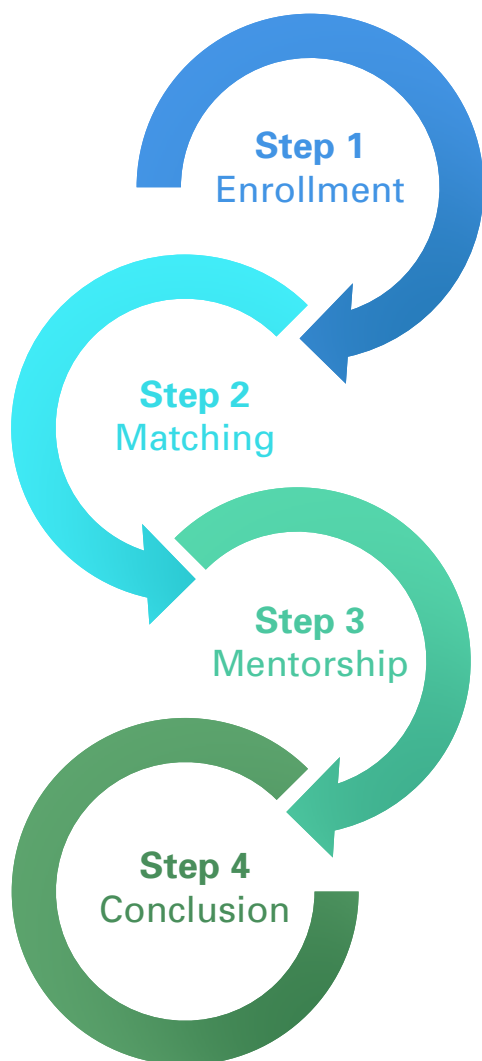 Step 1
Enrollment
Step 2
Matching
Step 3
Mentorship
Step 4
Conclusion